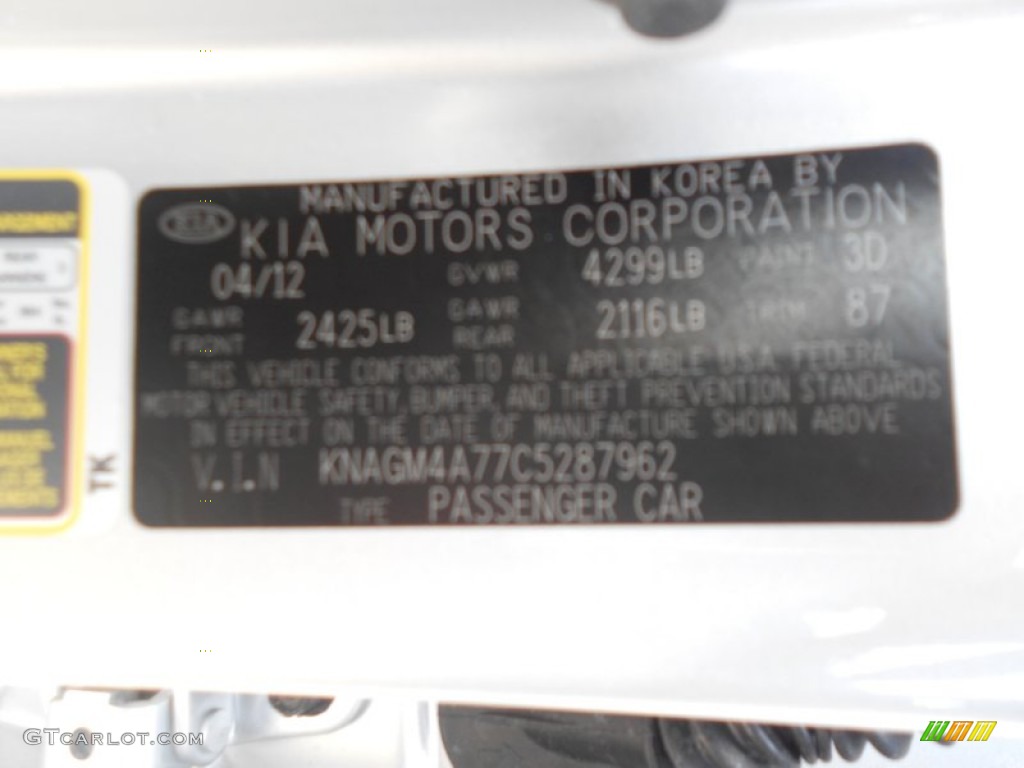 MANUFACTURED IN KOREA BY
KIA KIA MOTORS CORPORATION
04/12 GVWR 4299LB PAINT 3D
GAWR FRONT 2425LB GAWR REAR 2116LB TRIM 87
THIS VEHICLE CONFORMS TO ALL APPLICABLE U.S.A. FEDERAL
MOTOR VEHICLE SAFETY, BUMPER, AND THEFT PREVENTION STANDARDS
IN EFFECT ON THE DATE OF MANUFACTURE SHOWN ABOVE
V.I.N KNAGM4A77C5287962
TYPE PASSENGER CAR
TK
GTCARLOT.COM